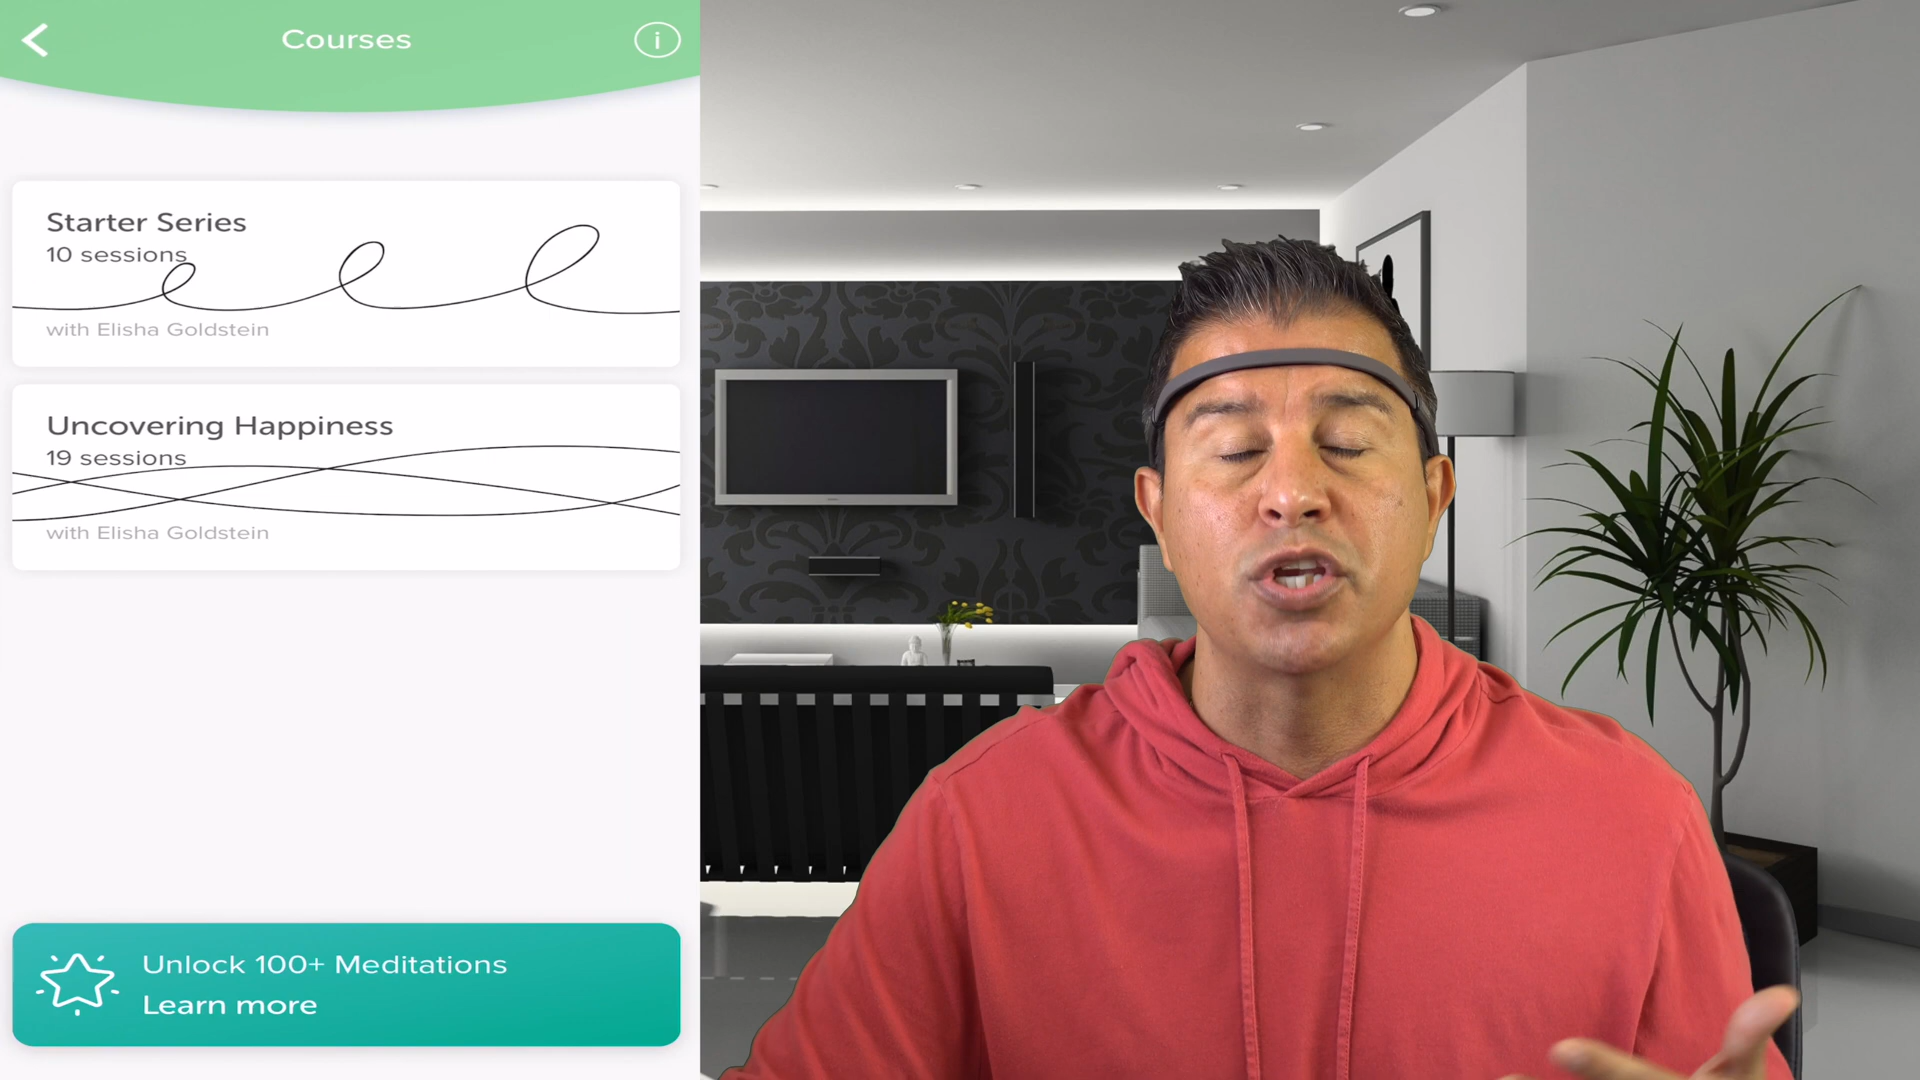 Courses
i
Starter Series
10 sessions
with Elisha Goldstein
Uncovering Happiness
19 sessions
with Elisha Goldstein
Unlock 100+ Meditations
Learn more